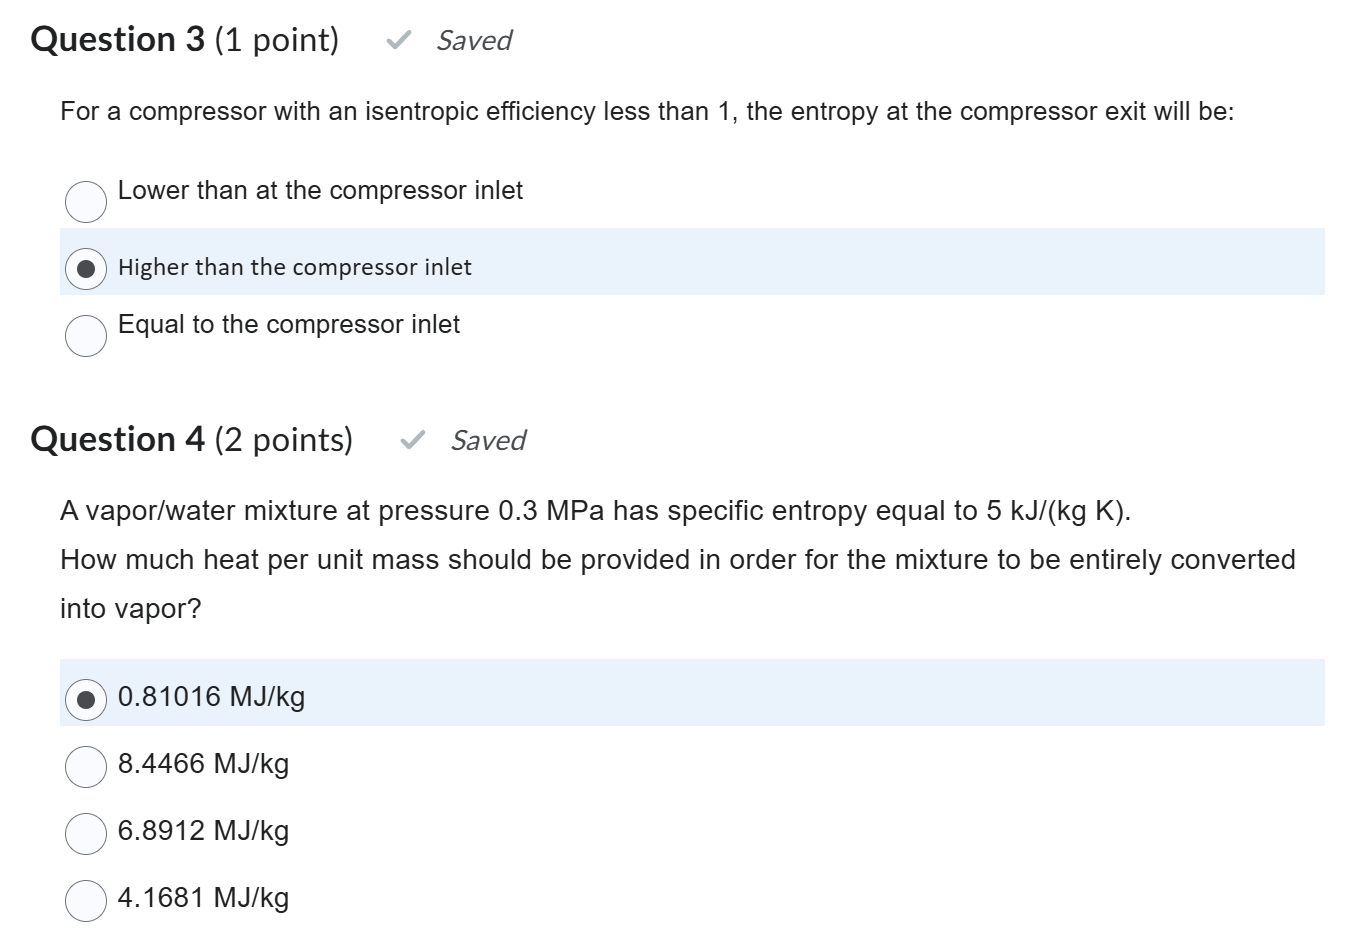 Question 3 (1 point) Saved
For a compressor with an isentropic efficiency less than 1, the entropy at the compressor exit will be:
Lower than at the compressor inlet
Higher than the compressor inlet
Equal to the compressor inlet
Question 4 (2 points) Saved
A vapor/water mixture at pressure 0.3 MPa has specific entropy equal to 5 kJ/(kg K).
How much heat per unit mass should be provided in order for the mixture to be entirely converted
into vapor?
0.81016 MJ/kg
8.4466 MJ/kg
6.8912 MJ/kg
4.1681 MJ/kg